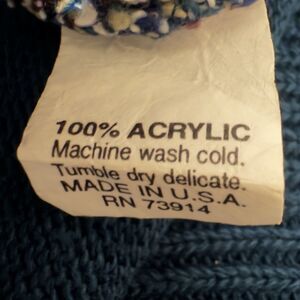 100% ACRYLIC
Machine wash cold.
Tumble dry delicate.
MADE IN U.S.A.
RN 73914